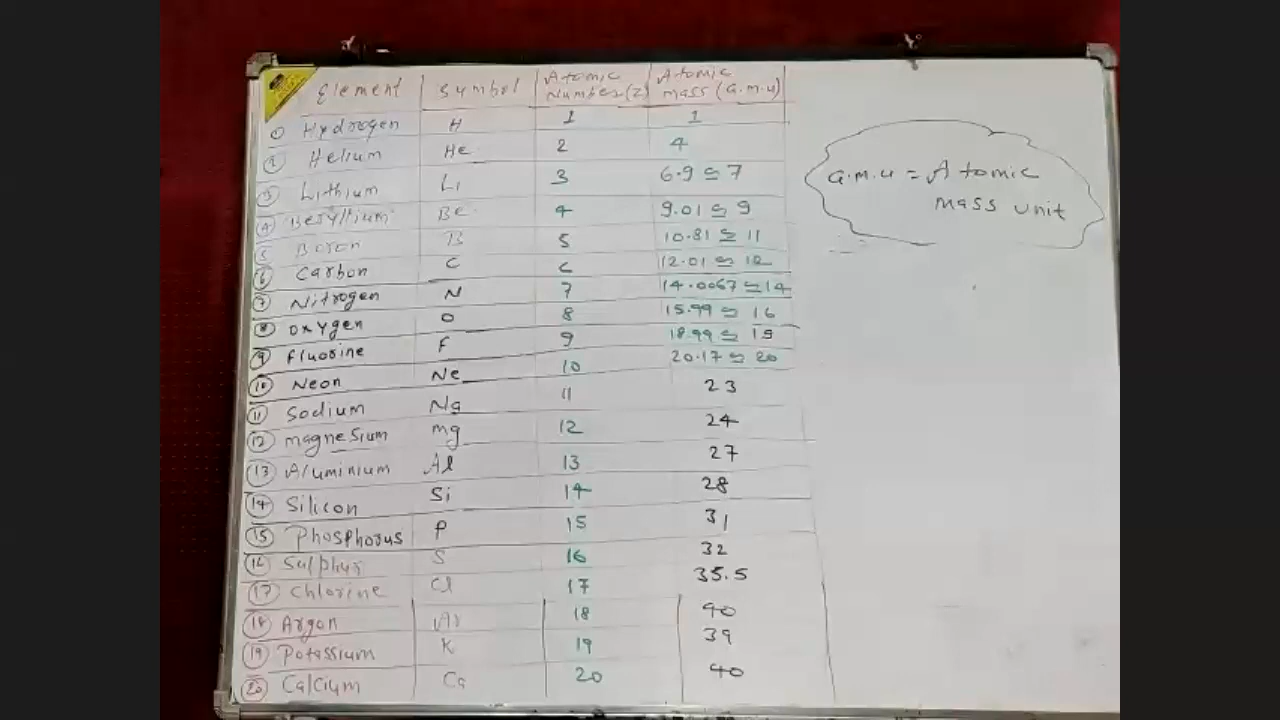 Element Symbol Atomic Number(Z) Atomic mass (a.m.u)
① Hydrogen H 1 1
② Helium He 2 4
③ Lithium Li 3 6.9 ≌ 7
④ Beryllium Be 4 9.01 ≌ 9
⑤ Boron B 5 10.81 ≌ 11
⑥ Carbon C 6 12.01 ≌ 12
⑦ Nitrogen N 7 14.0067 ≌ 14
⑧ Oxygen O 8 15.99 ≌ 16
⑨ Fluorine F 9 18.99 ≌ 19
⑩ Neon Ne 10 20.17 ≌ 20
⑪ Sodium Na 11 23
⑫ Magnesium Mg 12 24
⑬ Aluminium Al 13 27
⑭ Silicon Si 14 28
⑮ Phosphorus P 15 31
⑯ Sulphur S 16 32
⑰ Chlorine Cl 17 35.5
⑱ Argon Ar 18 40
⑲ Potassium K 19 39
⑳ Calcium Ca 20 40
a.m.u = Atomic
mass unit